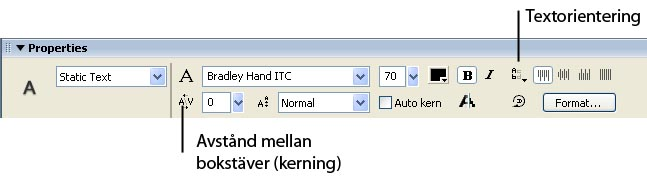 Textorientering
Properties
Static Text
A
Bradley Hand ITC
70
B
I
A
A V
0
A
Normal
Auto kern
A
Format...
Avstånd mellan
bokstäver (kerning)